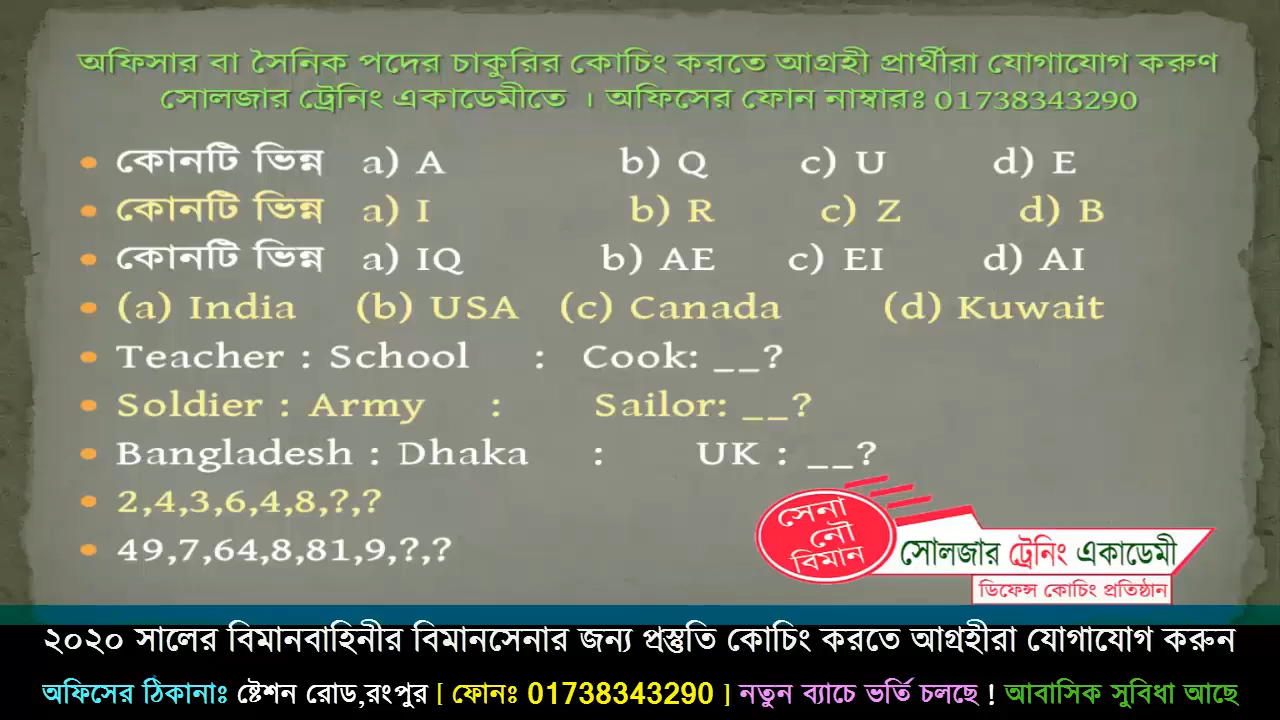 অফিসার বা সৈনিক পদের চাকুরির কোচিং করতে আগ্রহী প্রার্থীরা যোগাযোগ করুণ
সোলজার ট্রেনিং একাডেমীতে । অফিসের ফোন নাম্বারঃ 01738343290
• কোনটি ভিন্ন a) A b) Q c) U d) E
• কোনটি ভিন্ন a) I b) R c) Z d) B
• কোনটি ভিন্ন a) IQ b) AE c) EI d) AI
• (a) India (b) USA (c) Canada (d) Kuwait
• Teacher : School : Cook: __?
• Soldier : Army : Sailor: __?
• Bangladesh : Dhaka : UK : __?
• 2,4,3,6,4,8,?,?
• 49,7,64,8,81,9,?,?
সেনা
নৌ
বিমান
সোলজার ট্রেনিং একাডেমী
ডিফেন্স কোচিং প্রতিষ্ঠান
২০২০ সালের বিমানবাহিনীর বিমানসেনার জন্য প্রস্তুতি কোচিং করতে আগ্রহীরা যোগাযোগ করুন
অফিসের ঠিকানাঃ ষ্টেশন রোড,রংপুর [ ফোনঃ 01738343290 ] নতুন ব্যাচে ভর্তি চলছে ! আবাসিক সুবিধা আছে